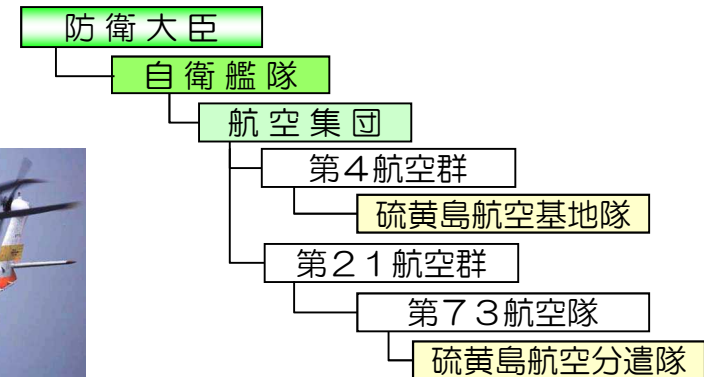 防衛大臣
自衛艦隊
航空集団
第４航空群
硫黄島航空基地隊
第２１航空群
第７３航空隊
硫黄島航空分遣隊